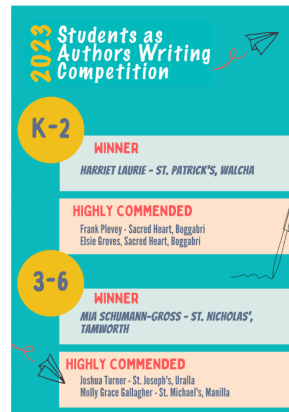 2023
Students as
Authors Writing
Competition
K-2
WINNER
HARRIET LAURIE - ST. PATRICK'S, WALCHA
HIGHLY COMMENDED
Frank Plevey - Sacred Heart, Boggabri
Elsie Groves, Sacred Heart, Boggabri
3-6
WINNER
MIA SCHUMANN-GROSS - ST. NICHOLAS',
TAMWORTH
HIGHLY COMMENDED
Joshua Turner - St. Joseph's, Uralla
Molly Grace Gallagher - St. Michael's, Manilla